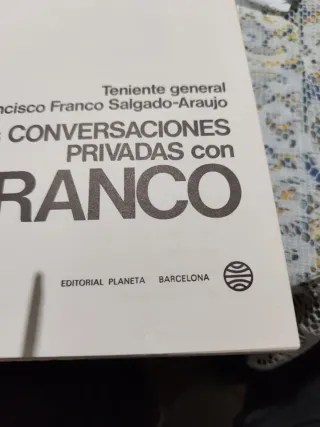 Teniente general
ncisco Franco Salgado-Araujo
CONVERSACIONES
PRIVADAS con
RANCO
EDITORIAL PLANETA BARCELONA